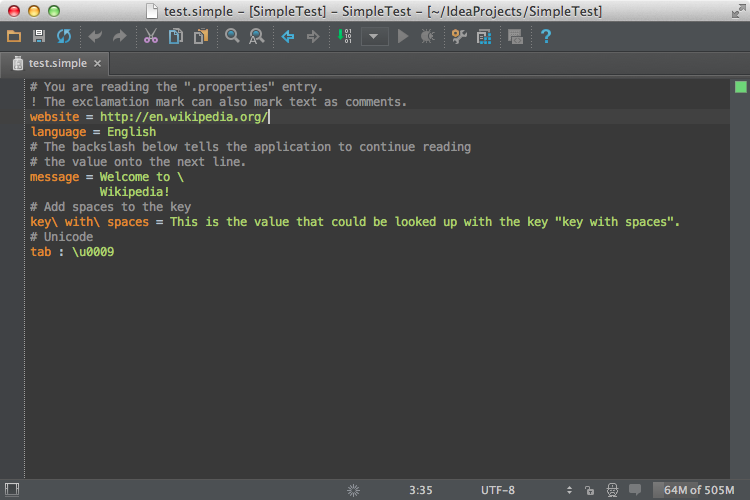 test.simple – [SimpleTest] – SimpleTest – [~/IdeaProjects/SimpleTest]
test.simple
# You are reading the ".properties" entry.
! The exclamation mark can also mark text as comments.
website = http://en.wikipedia.org/
language = English
# The backslash below tells the application to continue reading
# the value onto the next line.
message = Welcome to \
Wikipedia!
# Add spaces to the key
key\ with\ spaces = This is the value that could be looked up with the key "key with spaces".
# Unicode
tab : \u0009
3:35 UTF-8 64M of 505M